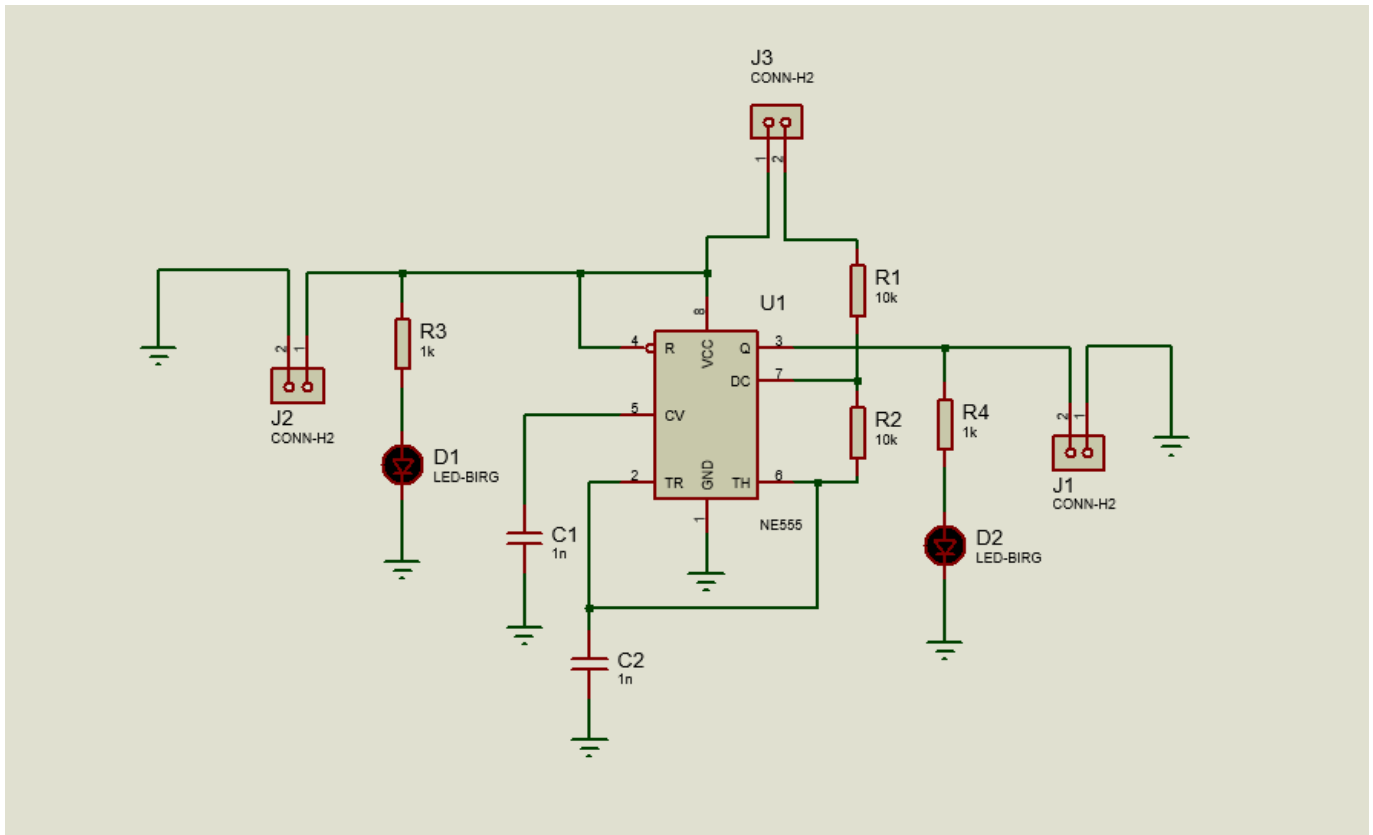 J3
CONN-H2
1
2
R1
10k
U1
8
R3
1k
4
R
VCC
Q
3
2
1
DC
7
J2
CONN-H2
5
CV
R2
10k
R4
1k
2
1
D1
LED-BIRG
2
TR
GND
TH
6
J1
CONN-H2
1
NE555
C1
1n
D2
LED-BIRG
C2
1n